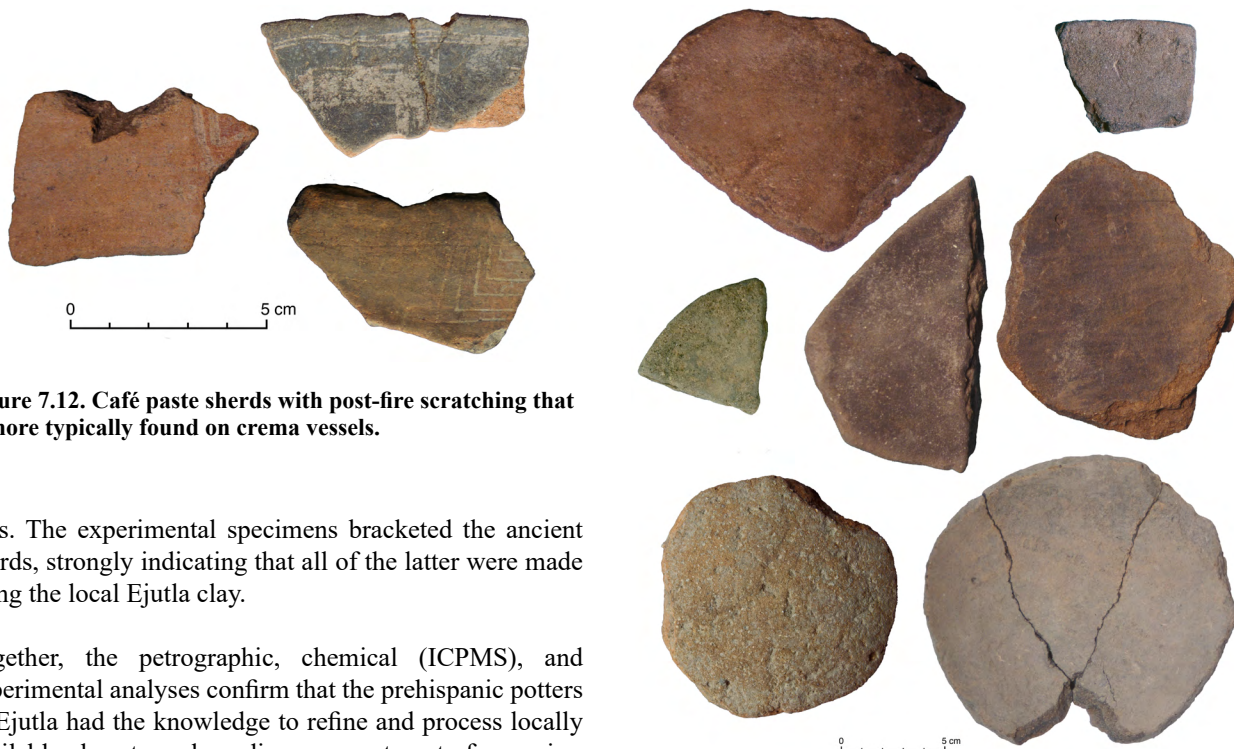 0 5 cm
ure 7.12. Café paste sherds with post-fire scratching that
more typically found on crema vessels.
s. The experimental specimens bracketed the ancient
rds, strongly indicating that all of the latter were made
ng the local Ejutla clay.
gether, the petrographic, chemical (ICPMS), and
perimental analyses confirm that the prehispanic potters
Ejutla had the knowledge to refine and process locally
0 5 cm